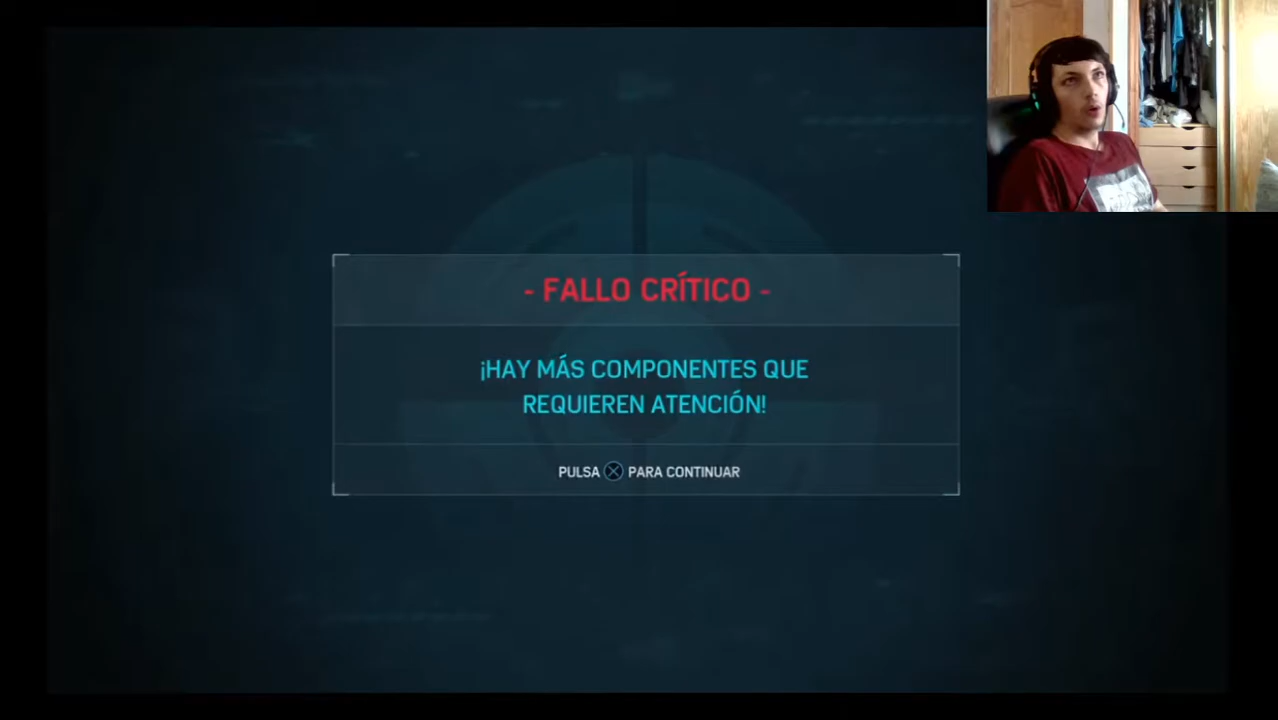 - FALLO CRÍTICO -
¡HAY MÁS COMPONENTES QUE
REQUIEREN ATENCIÓN!
PULSA PARA CONTINUAR